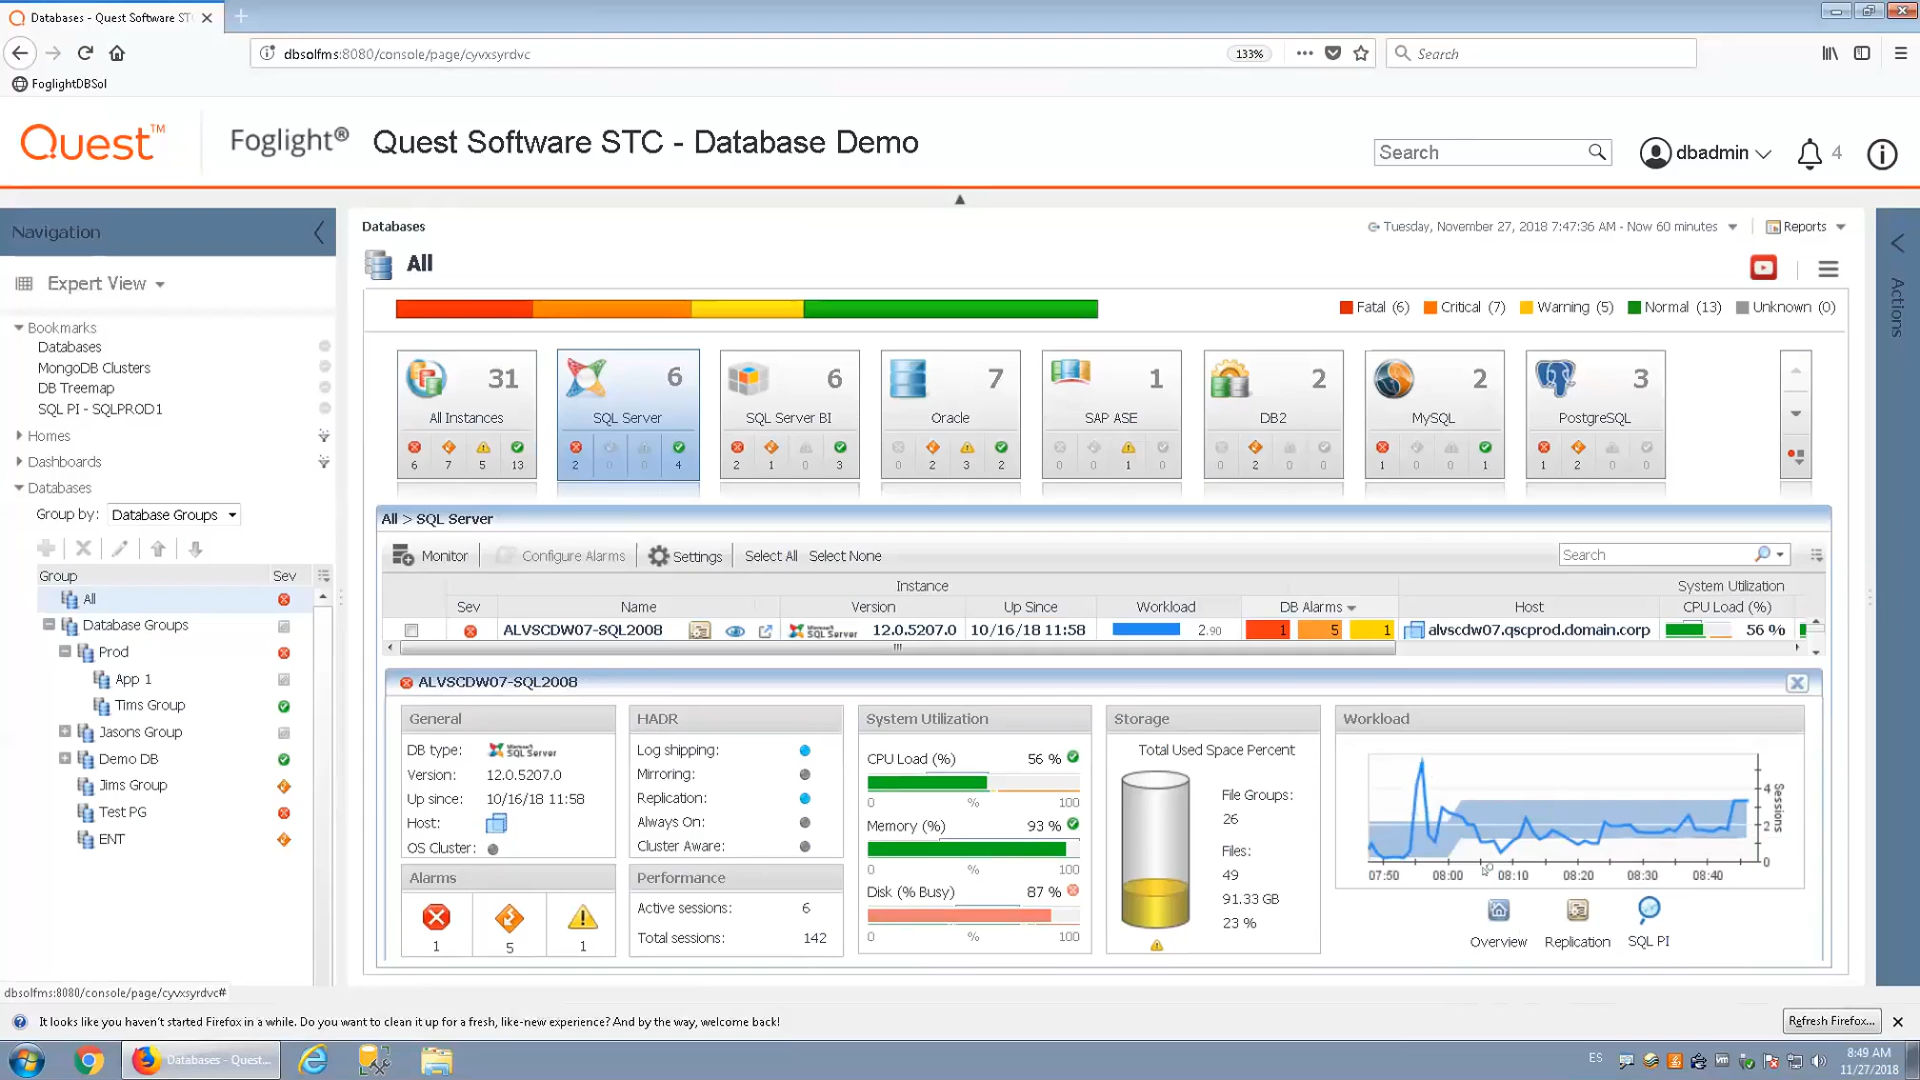 Databases - Quest Software ST
dbsolfms:8080/console/page/cyvxsyrdvc
133%
Search
FoglightDBSol
Quest™
Foglight®
Quest Software STC - Database Demo
Search
dbadmin
4
Navigation
Expert View
Bookmarks
Databases
MongoDB Clusters
DB Treemap
SQL PI - SQLPROD1
Homes
Dashboards
Databases
Group by: Database Groups
Group Sev
All
Database Groups
Prod
App 1
Tims Group
Jasons Group
Demo DB
Jims Group
Test PG
ENT
dbsolfms:8080/console/page/cyvxsyrdvc#
Databases
Tuesday, November 27, 2018 7:47:36 AM - Now 60 minutes
Reports
All
Fatal (6) Critical (7) Warning (5) Normal (13) Unknown (0)
31
All Instances
6 7 5 13
6
SQL Server
2 0 0 4
6
SQL Server BI
2 1 0 3
7
Oracle
0 2 3 2
1
SAP ASE
0 0 1 0
2
DB2
0 2 0 0
2
MySQL
1 0 0 1
3
PostgreSQL
1 2 0 0
Actions
All > SQL Server
Monitor Configure Alarms Settings Select All Select None
Search
Instance System Utilization
Sev Name Version Up Since Workload DB Alarms Host CPU Load (%)
ALVSCDW07-SQL2008 SQL Server 12.0.5207.0 10/16/18 11:58 2.90 1 5 1 alvscdw07.qscprod.domain.corp 56 %
ALVSCDW07-SQL2008
General
DB type: SQL Server
Version: 12.0.5207.0
Up since: 10/16/18 11:58
Host:
OS Cluster:
Alarms
1 5 1
HADR
Log shipping:
Mirroring:
Replication:
Always On:
Cluster Aware:
Performance
Active sessions: 6
Total sessions: 142
System Utilization
CPU Load (%) 56 %
0 % 100
Memory (%) 93 %
0 % 100
Disk (% Busy) 87 %
0 % 100
Storage
Total Used Space Percent
File Groups:
26
Files:
49
91.33 GB
23 %
Workload
4
2
0
Sessions
07:50 08:00 08:10 08:20 08:30 08:40
Overview Replication SQL PI
It looks like you haven't started Firefox in a while. Do you want to clean it up for a fresh, like-new experience? And by the way, welcome back!
Refresh Firefox...
Databases - Quest...
ES
8:49 AM
11/27/2018